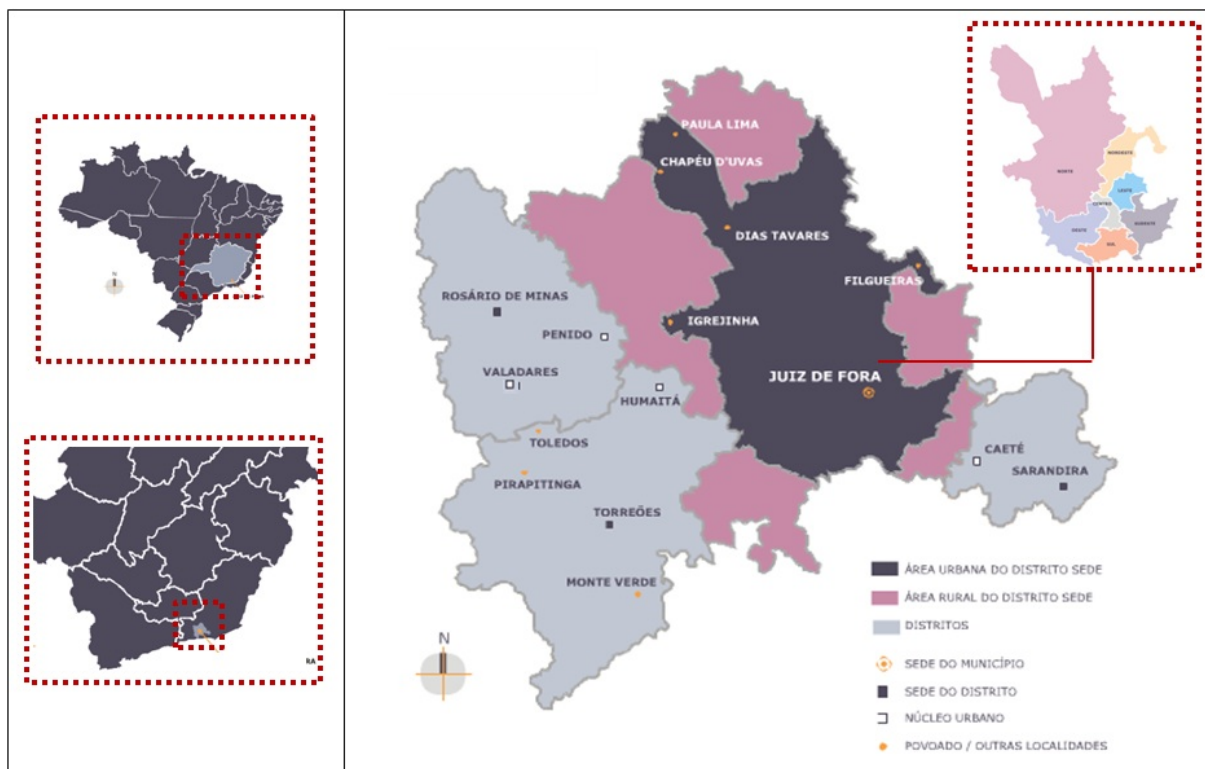 N
RA
PAULA LIMA
CHAPÉU D'UVAS
DIAS TAVARES
FILGUEIRAS
ROSÁRIO DE MINAS
PENIDO
IGREJINHA
VALADARES
HUMAITÁ
JUIZ DE FORA
TOLEDOS
PIRAPITINGA
CAETÉ
SARANDIRA
TORREÕES
MONTE VERDE
NORTE
NORDESTE
LESTE
CENTRO
OESTE
SUDESTE
SUL
N
ÁREA URBANA DO DISTRITO SEDE
ÁREA RURAL DO DISTRITO SEDE
DISTRITOS
SEDE DO MUNICÍPIO
SEDE DO DISTRITO
NÚCLEO URBANO
POVOADO / OUTRAS LOCALIDADES